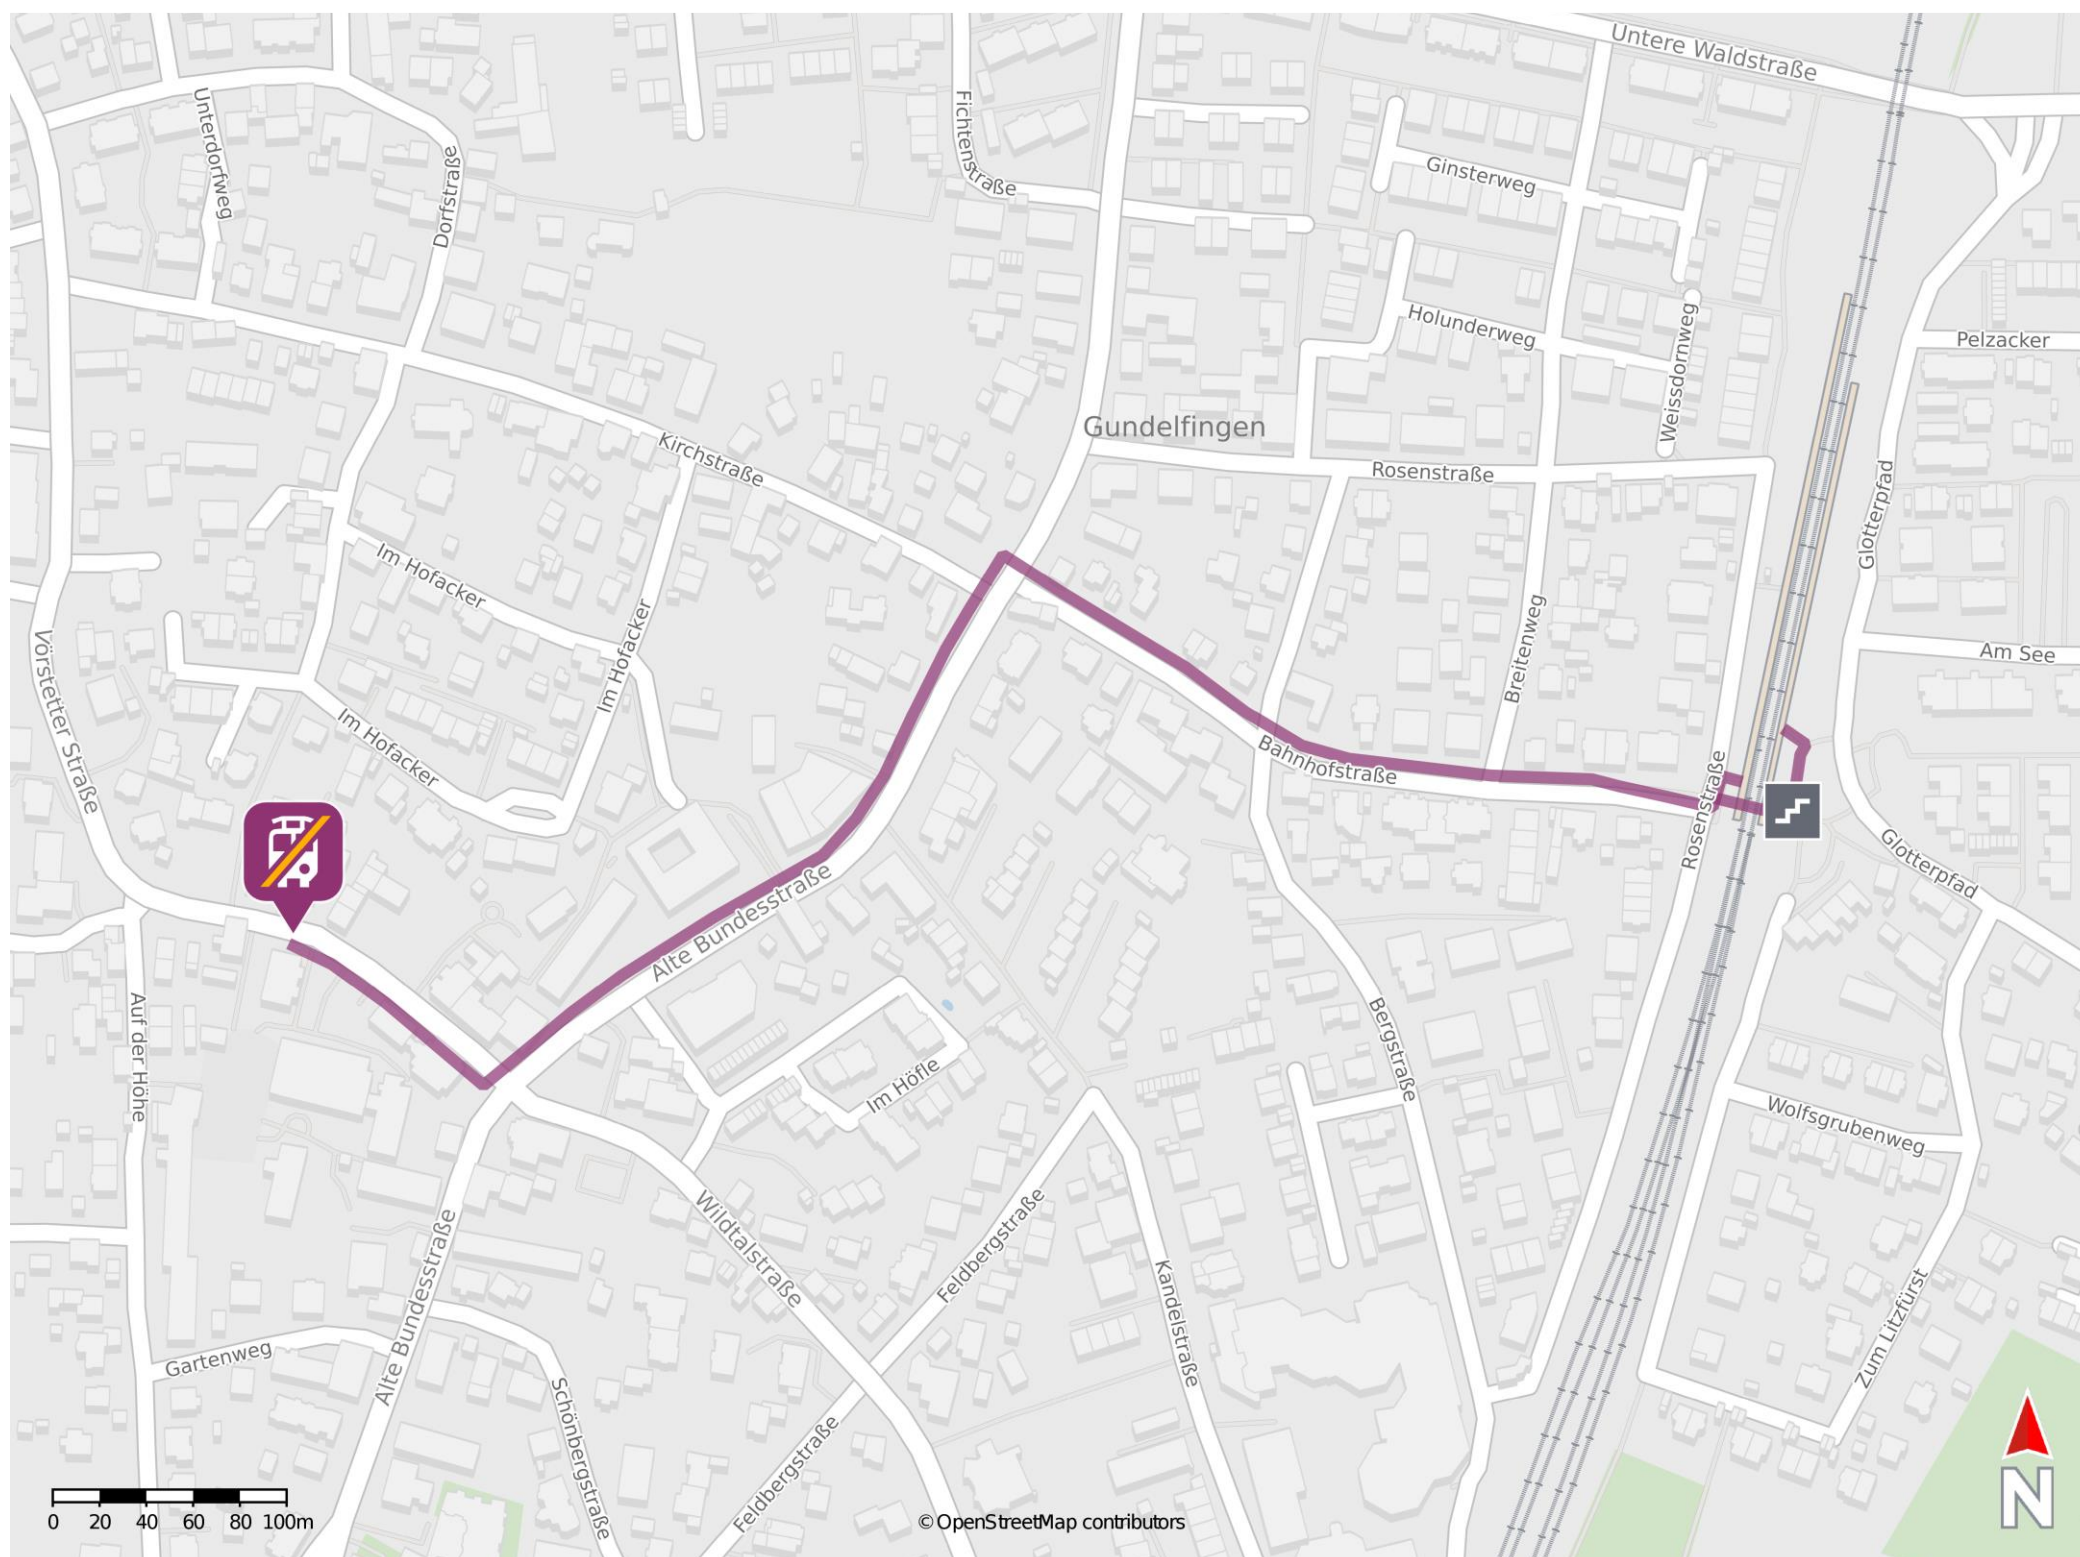 Untere Waldstraße
Unterdorfweg
Fichtenstraße
Dorfstraße
Ginsterweg
Holunderweg
Weissdornweg
Pelzacker
Gundelfingen
Kirchstraße
Rosenstraße
Glotterpfad
Im Hofacker
Im Hofacker
Breitenweg
Am See
Vörstetter Straße
Im Hofacker
Bahnhofstraße
Rosenstraße
Glotterpfad
Alte Bundesstraße
Auf der Höhe
Im Höfle
Bergstraße
Wolfsgrubenweg
Wildtalstraße
Feldbergstraße
Alte Bundesstraße
Kandelstraße
Zum Litzfürst
Gartenweg
Schönbergstraße
Feldbergstraße
N
0 20 40 60 80 100m
© OpenStreetMap contributors